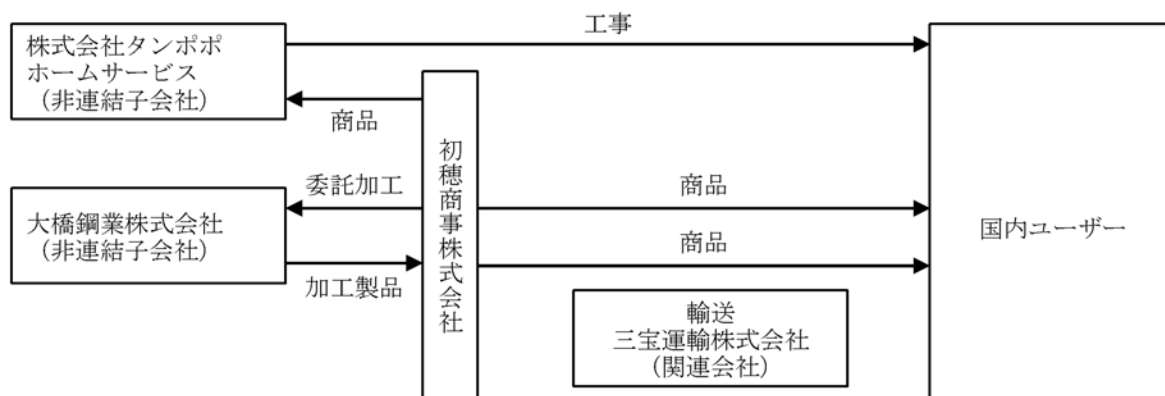 工事
株式会社タンポポ
ホームサービス
（非連結子会社）
商品
初穂商事株式会社
委託加工
商品
大橋鋼業株式会社
（非連結子会社）
国内ユーザー
商品
加工製品
輸送
三宝運輸株式会社
（関連会社）